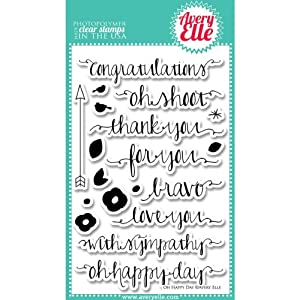 PHOTOPOLYMER
clear stamps
IN THE USA
Avery
Elle
congratulations
oh shoot
thank you
for you
bravo
love you
with sympathy
oh happy day
OH HAPPY DAY ©AVERY ELLE
www.averyelle.com